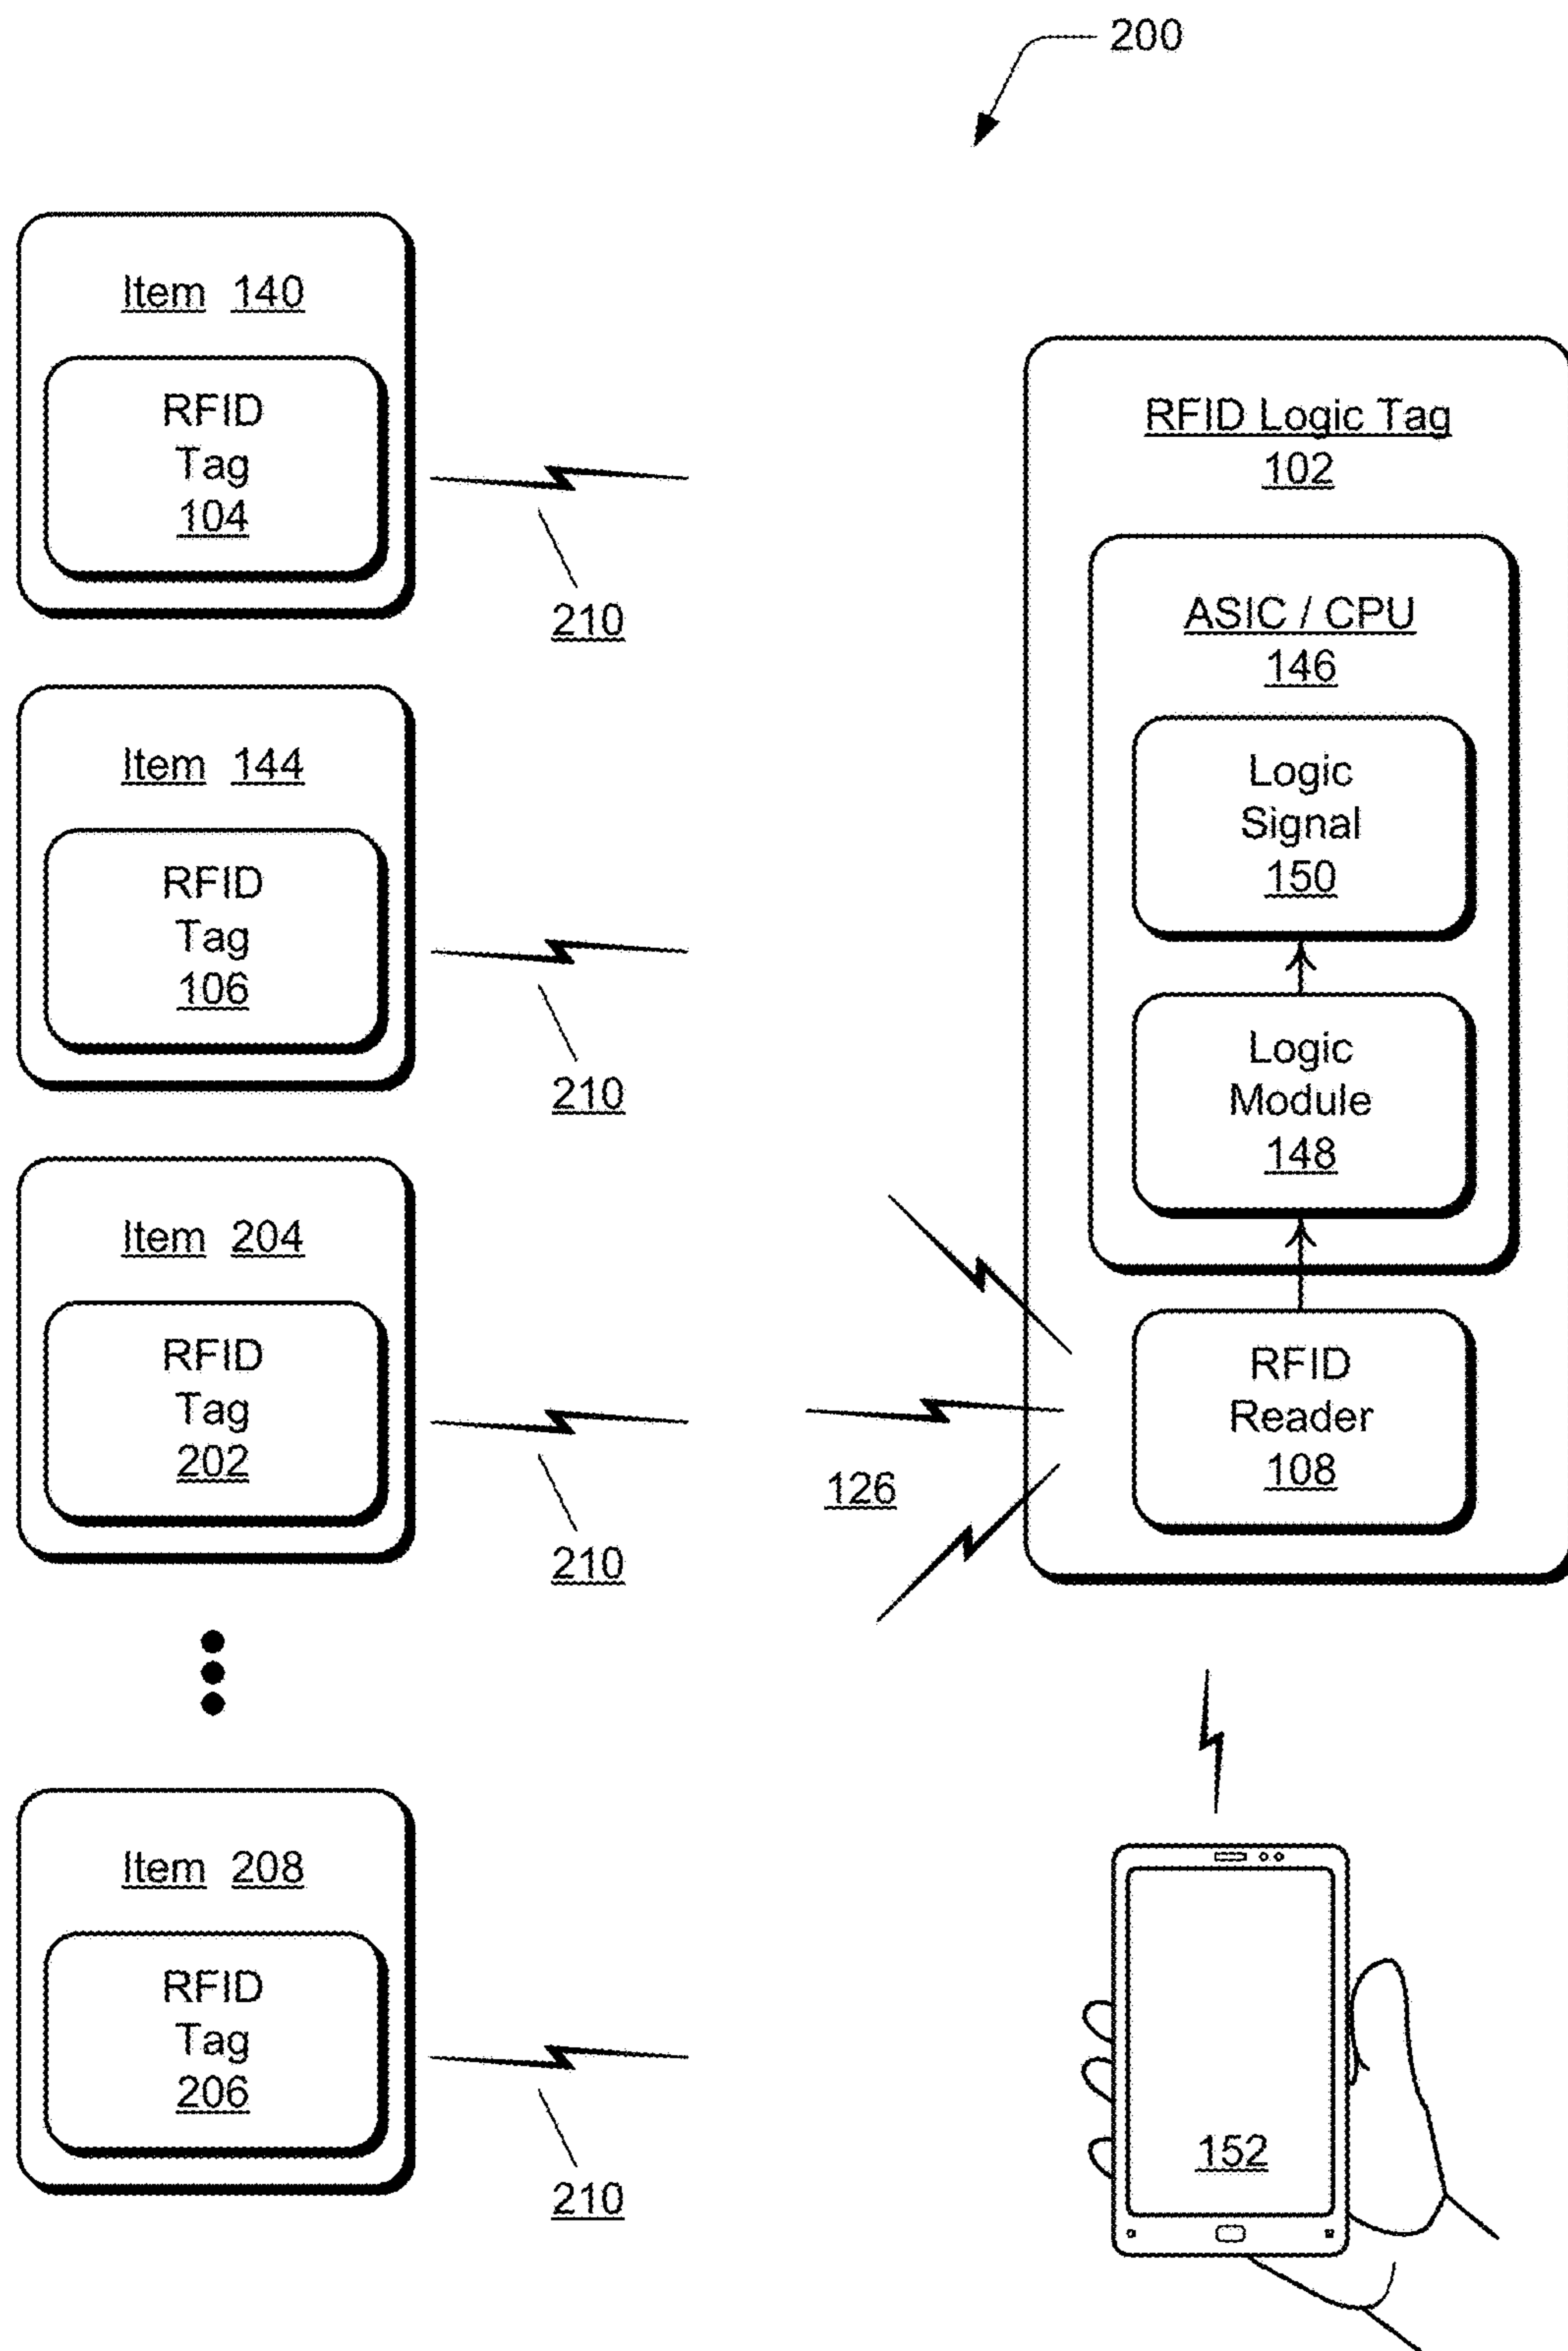 200
Item 140
RFID
Tag
104
210
Item 144
RFID
Tag
106
210
Item 204
RFID
Tag
202
210
Item 208
RFID
Tag
206
210
RFID Logic Tag
102
ASIC / CPU
146
Logic
Signal
150
Logic
Module
148
RFID
Reader
108
126
152